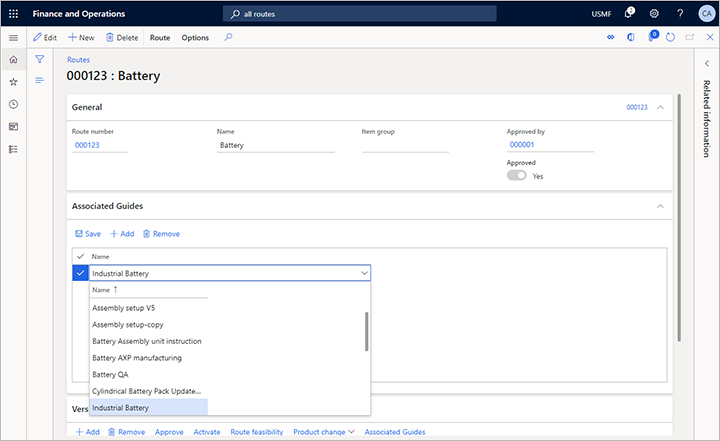 Finance and Operations
all routes
USMF
1
?
CA
Edit
New
Delete
Route
Options
0
Routes
000123 : Battery
General
000123
Route number
Name
Item group
Approved by
000123
Battery
000001
Approved
Yes
Associated Guides
Save
Add
Remove
Name
Industrial Battery
Name ↑
Assembly setup V5
Assembly setup-copy
Battery Assembly unit instruction
Battery AXP manufacturing
Battery QA
Cylindrical Battery Pack Update...
Industrial Battery
Vers
Add
Remove
Approve
Activate
Route feasibility
Product change
Associated Guides
Related information